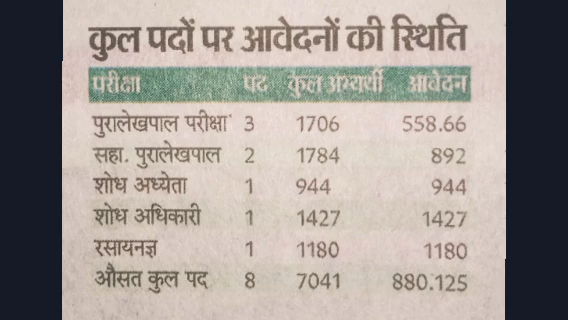 कुल पदों पर आवेदनों की स्थिति
परीक्षा पद कुल अभ्यर्थी आवेदन
पुरालेखपाल परीक्षा 3 1706 558.66
सहा. पुरालेखपाल 2 1784 892
शोध अध्येता 1 944 944
शोध अधिकारी 1 1427 1427
रसायनज्ञ 1 1180 1180
औसत कुल पद 8 7041 880.125